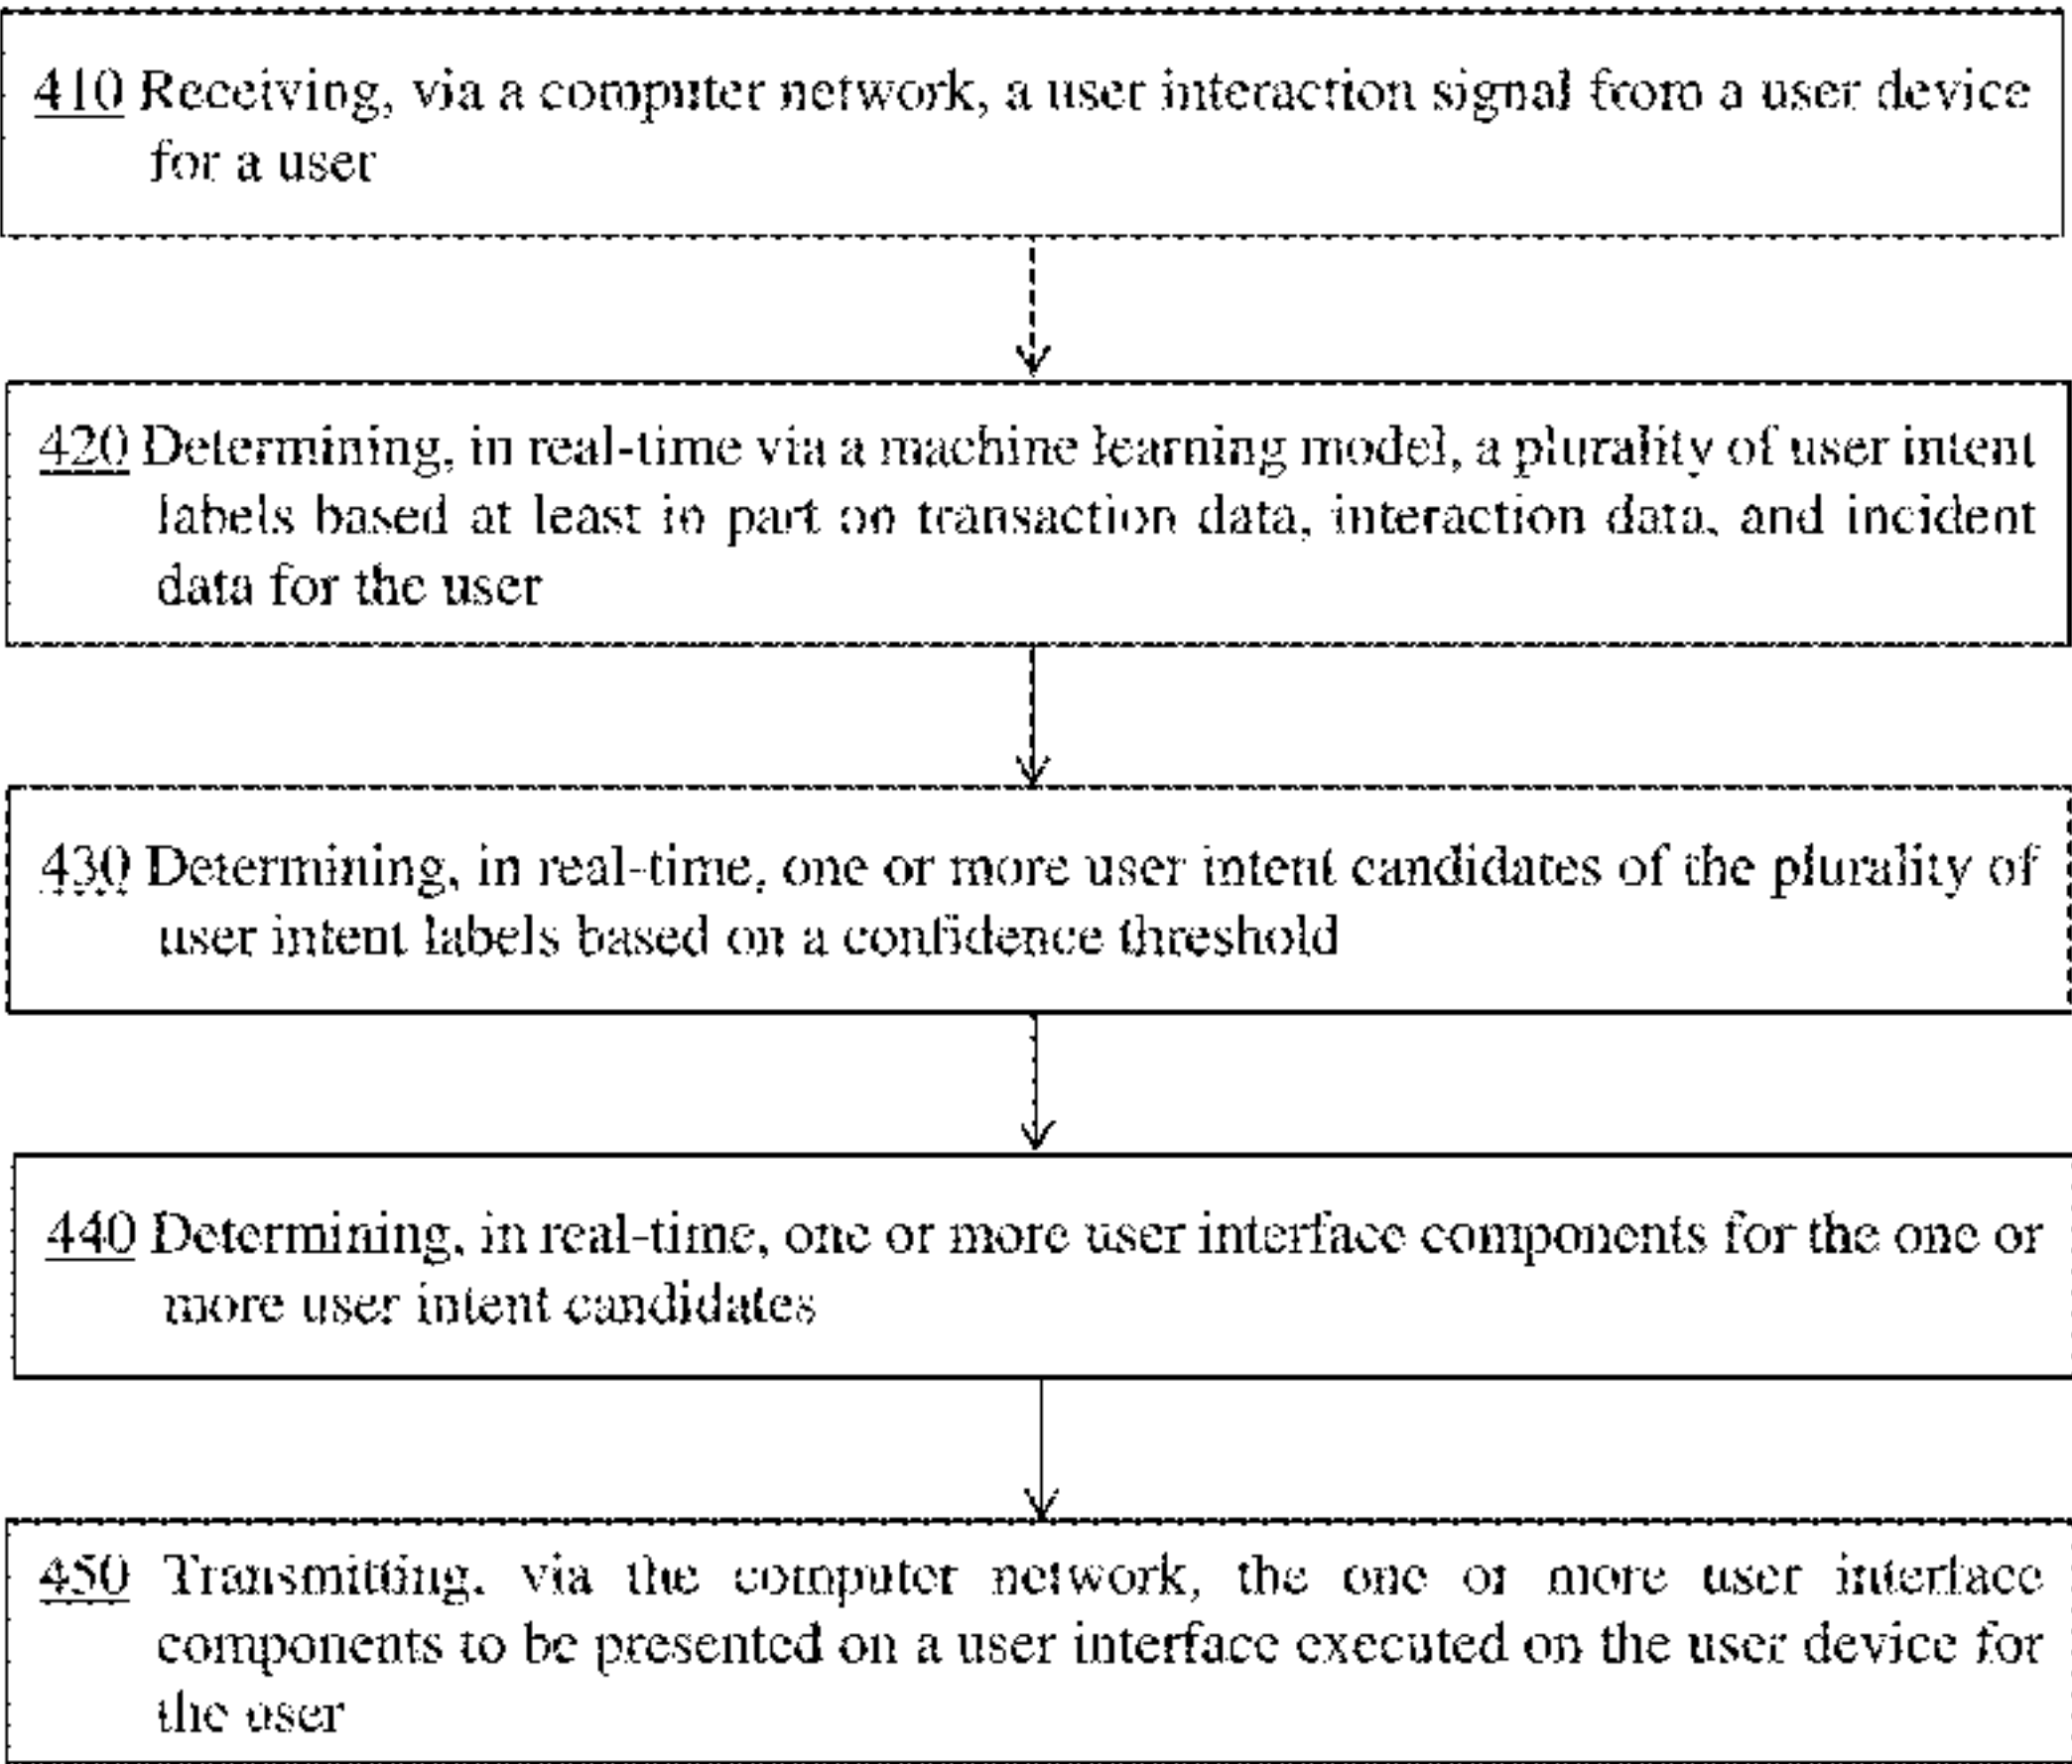 410 Receiving, via a computer network, a user interaction signal from a user device
for a user
420 Determining, in real-time via a machine learning model, a plurality of user intent
labels based at least in part on transaction data, interaction data, and incident
data for the user
430 Determining, in real-time, one or more user intent candidates of the plurality of
user intent labels based on a confidence threshold
440 Determining, in real-time, one or more user interface components for the one or
more user intent candidates
450 Transmitting, via the computer network, the one or more user interface
components to be presented on a user interface executed on the user device for
the user